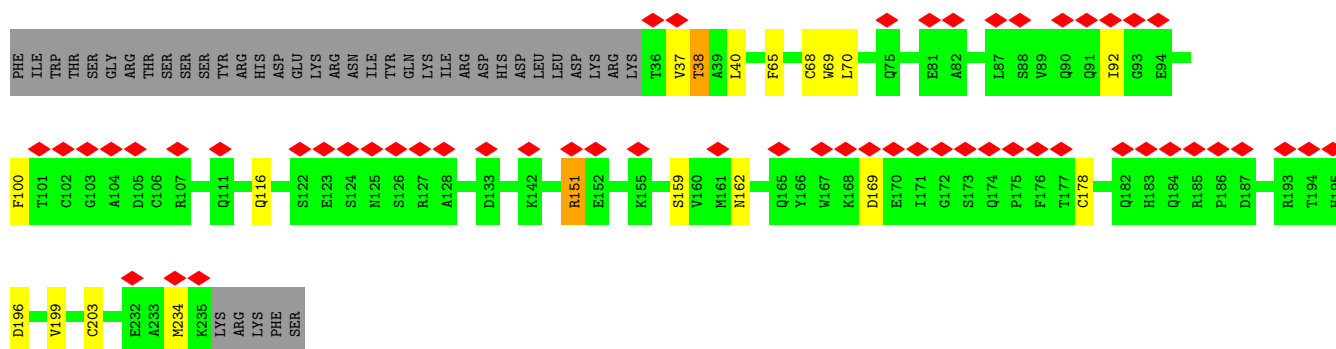 PHE ILE TRP THR SER GLY ARG THR SER SER SER TYR ARG HIS ASP GLU LYS ARG ASN ILE TYR GLN LYS ILE ARG ASP HIS ASP LEU LEU ASP LYS ARG LYS T36 V37 T38 A39 L40 F65 C68 W69 L70 Q75 E81 A82 L87 S88 V89 Q90 Q91 I92 G93 E94
F100 T101 C102 G103 A104 D105 C106 R107 Q111 Q116 S122 E123 S124 N125 S126 R127 A128 D133 K142 R151 E152 K155 S159 V160 M161 N162 Q165 Y166 W167 K168 D169 E170 I171 G172 S173 Q174 P175 F176 T177 C178 Q182 H183 Q184 R185 P186 D187 R193 T194 H195
D196 V199 C203 E232 A233 M234 K235 LYS ARG LYS PHE SER